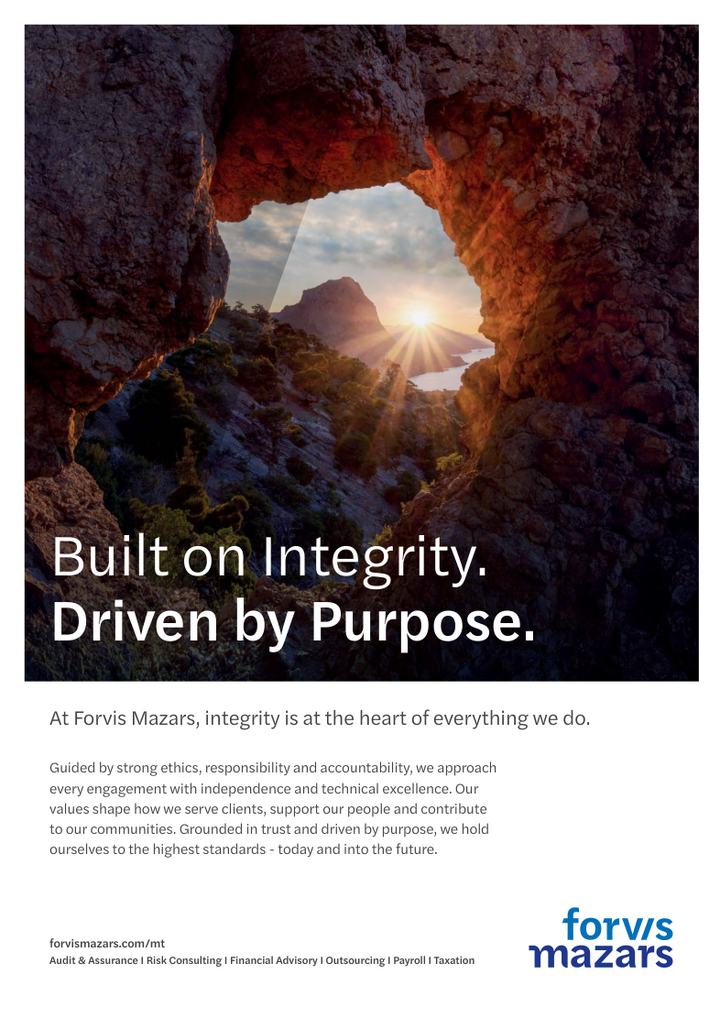 Built on Integrity.
Driven by Purpose.
At Forvis Mazars, integrity is at the heart of everything we do.
Guided by strong ethics, responsibility and accountability, we approach
every engagement with independence and technical excellence. Our
values shape how we serve clients, support our people and contribute
to our communities. Grounded in trust and driven by purpose, we hold
ourselves to the highest standards - today and into the future.
forvismazars.com/mt
Audit & Assurance I Risk Consulting I Financial Advisory I Outsourcing I Payroll I Taxation
forvis
mazars